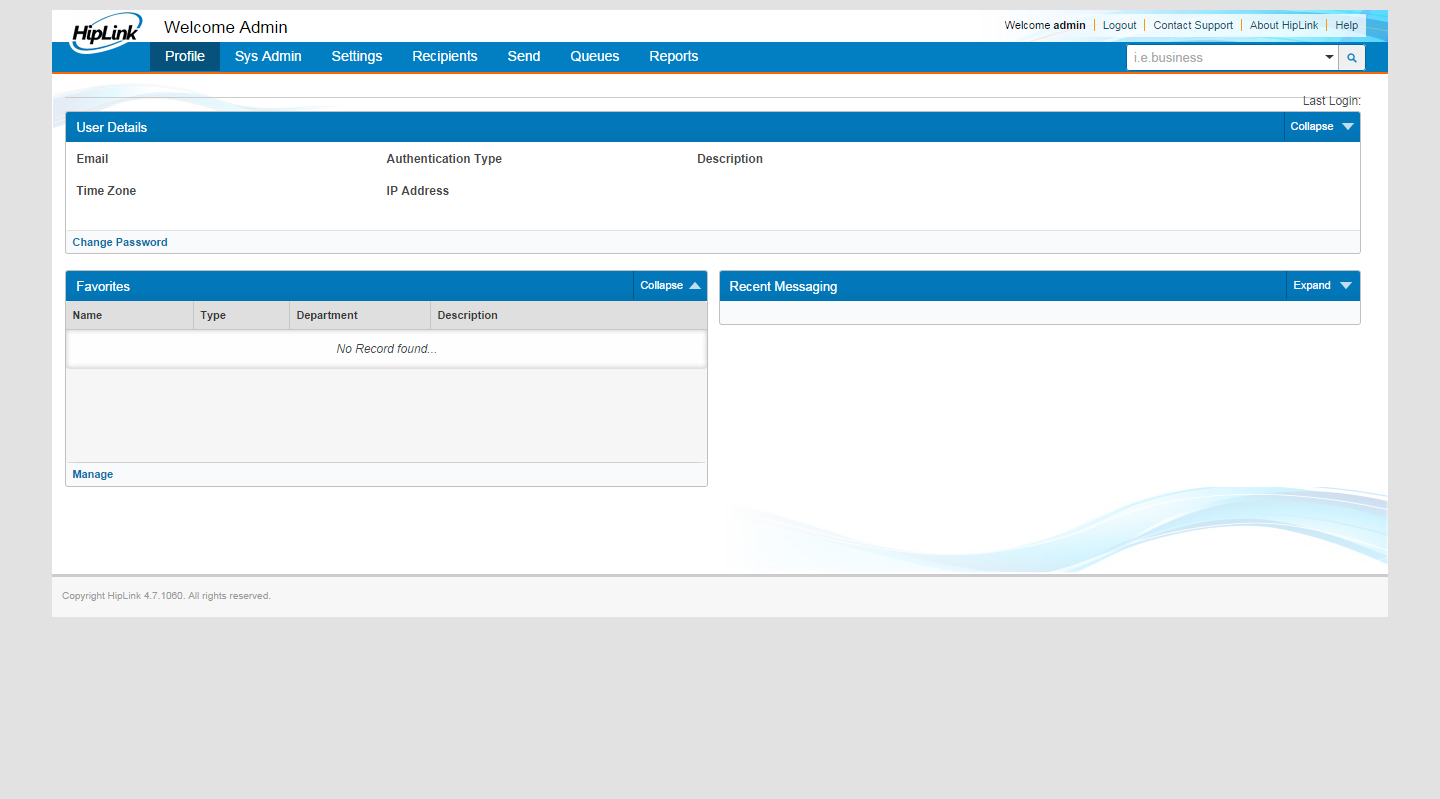 HipLink
Welcome Admin
Welcome admin Logout Contact Support About HipLink Help
Profile Sys Admin Settings Recipients Send Queues Reports
i.e.business
Last Login:
User Details Collapse
Email Authentication Type Description
Time Zone IP Address
Change Password
Favorites Collapse
Name Type Department Description
No Record found...
Manage
Recent Messaging Expand
Copyright HipLink 4.7.1060. All rights reserved.